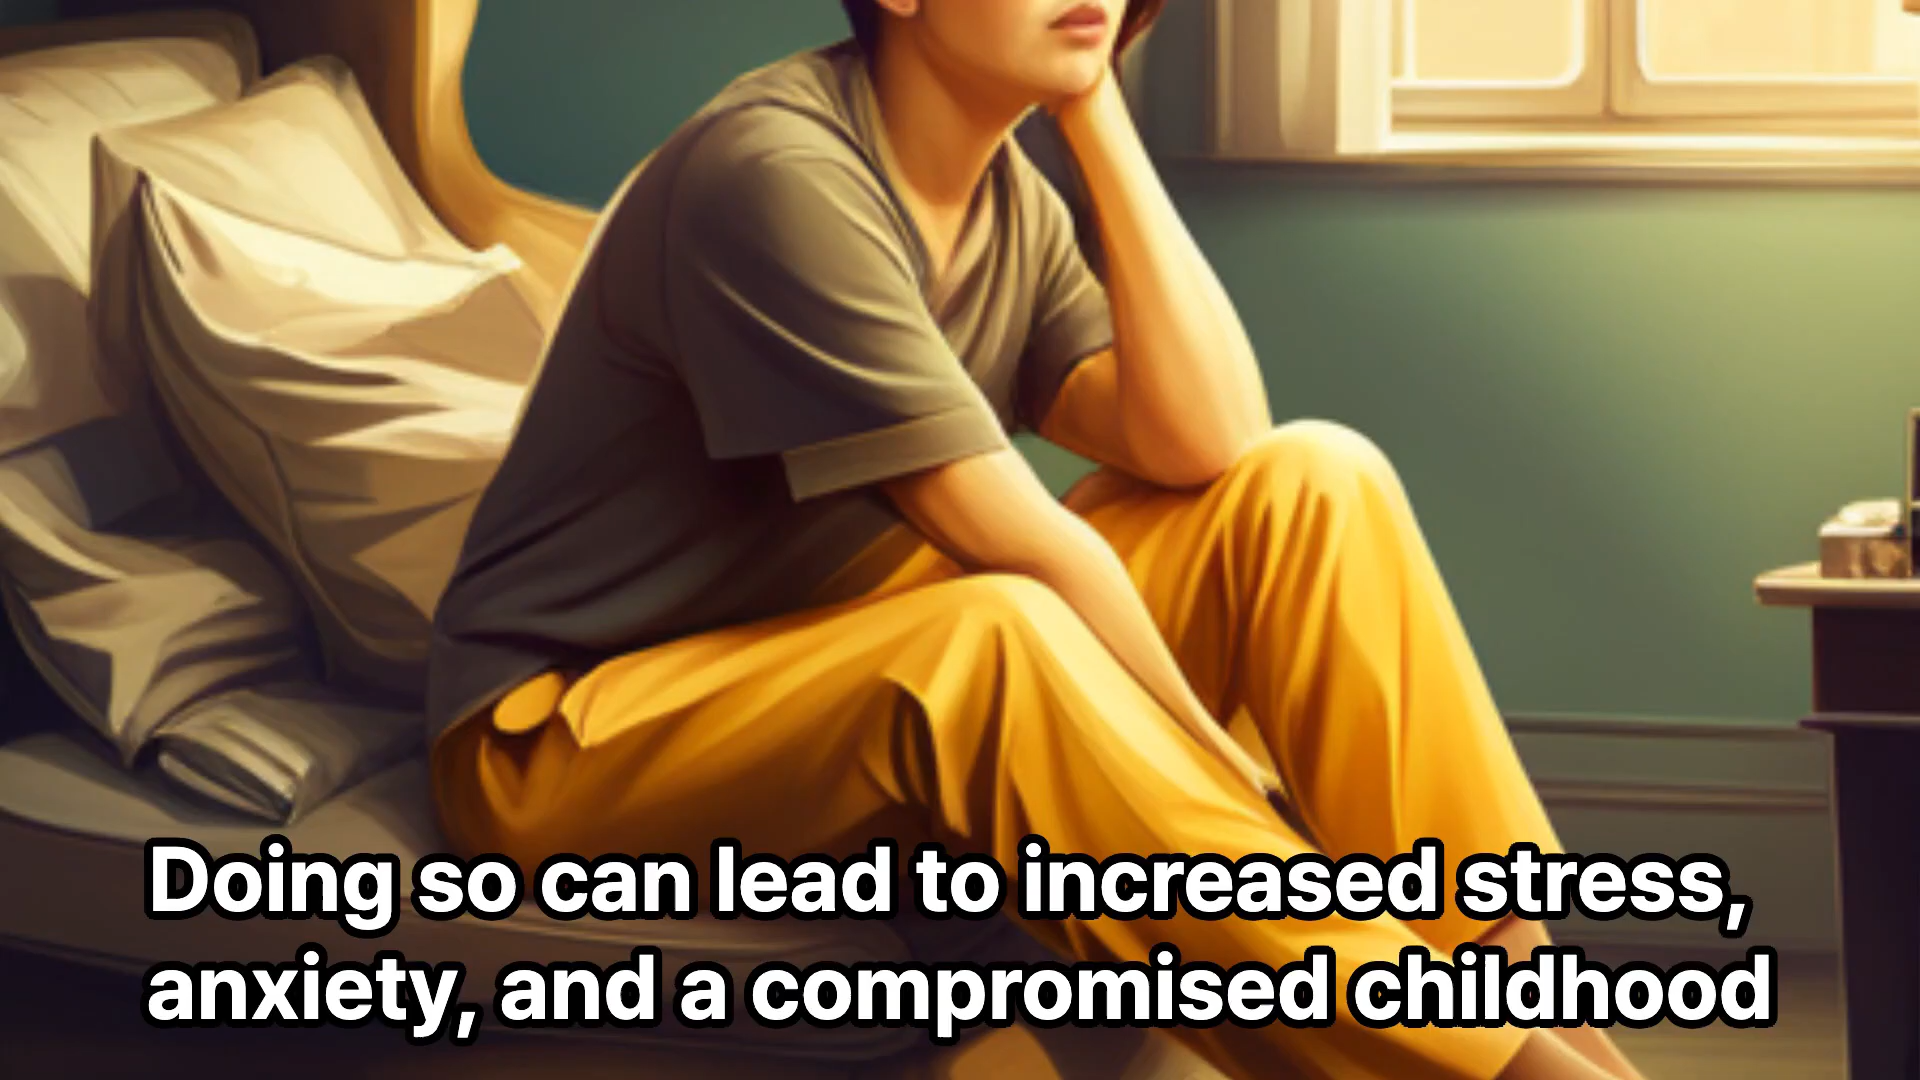 Doing so can lead to increased stress,
anxiety, and a compromised childhood